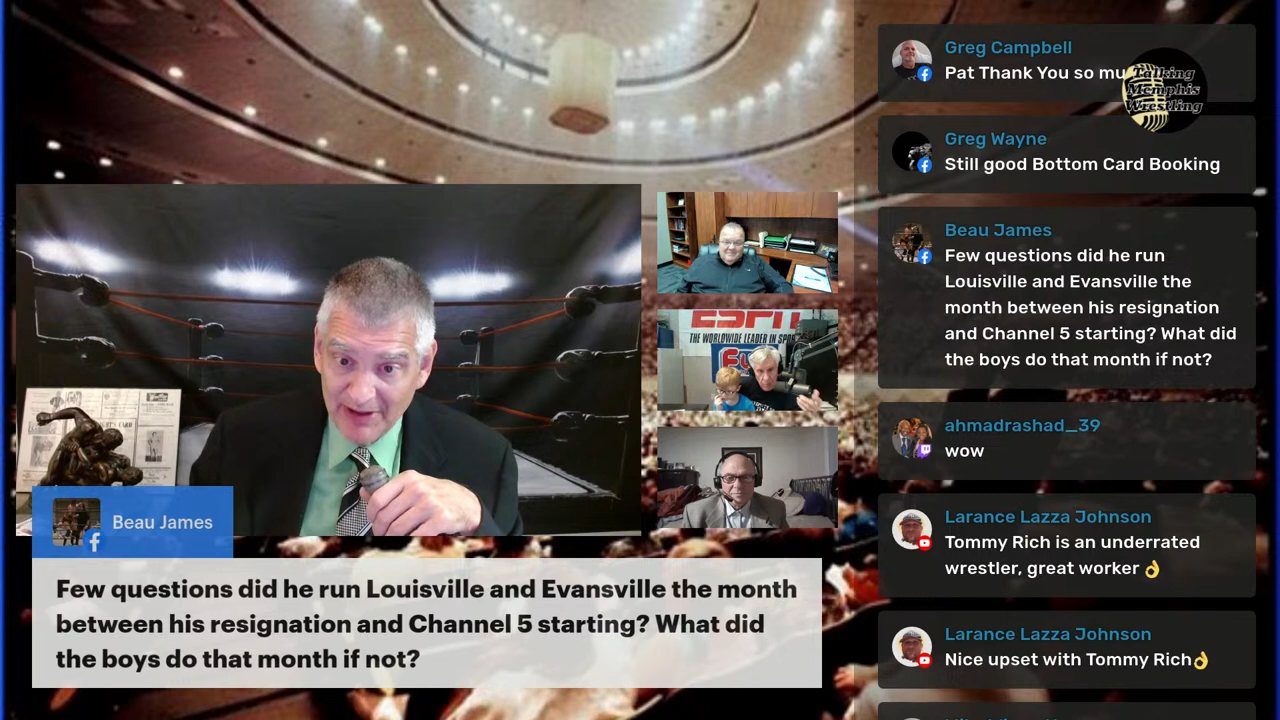 Greg Campbell
Pat Thank You so mu
Talking
Memphis
Wrestling
Greg Wayne
Still good Bottom Card Booking
Beau James
Few questions did he run
Louisville and Evansville the
month between his resignation
and Channel 5 starting? What did
the boys do that month if not?
ahmadrashad_39
wow
Larance Lazza Johnson
Tommy Rich is an underrated
wrestler, great worker 👌
Larance Lazza Johnson
Nice upset with Tommy Rich👌
ESPN
THE WORLDWIDE LEADER IN SPO
Beau James
Few questions did he run Louisville and Evansville the month
between his resignation and Channel 5 starting? What did
the boys do that month if not?